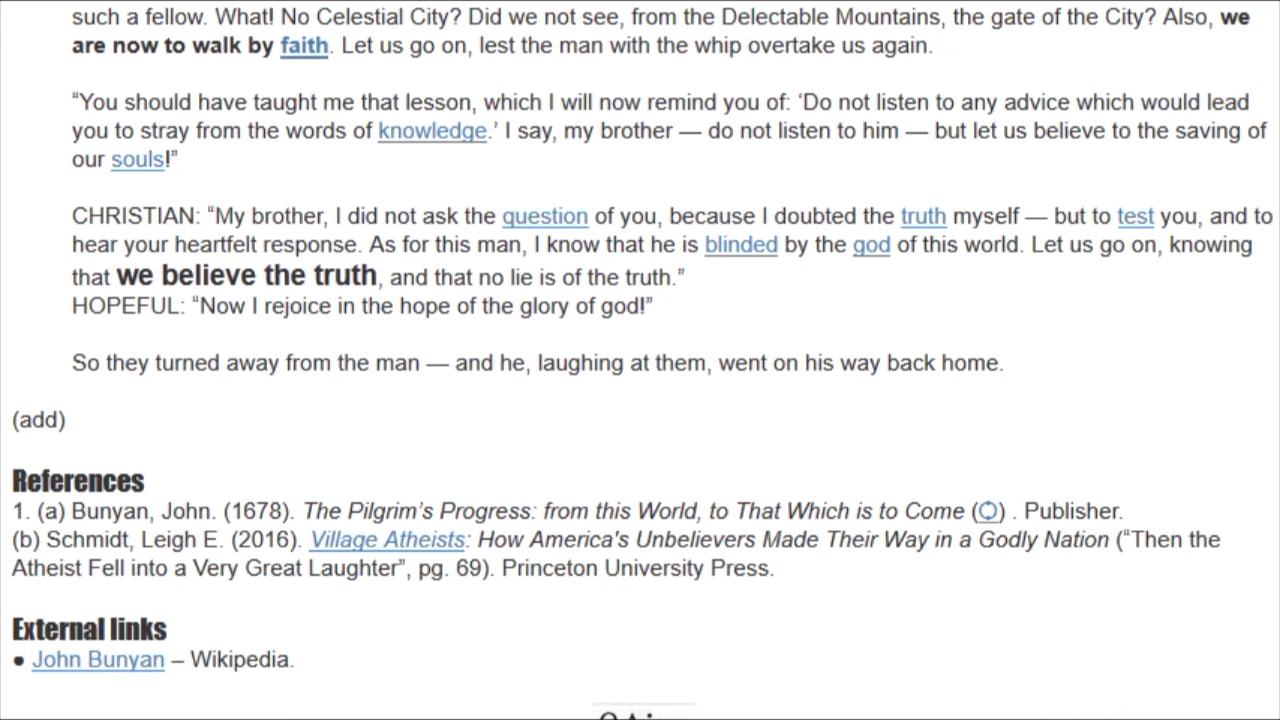 such a fellow. What! No Celestial City? Did we not see, from the Delectable Mountains, the gate of the City? Also, we
are now to walk by faith. Let us go on, lest the man with the whip overtake us again.
“You should have taught me that lesson, which I will now remind you of: ‘Do not listen to any advice which would lead
you to stray from the words of knowledge.’ I say, my brother — do not listen to him — but let us believe to the saving of
our souls!”
CHRISTIAN: “My brother, I did not ask the question of you, because I doubted the truth myself — but to test you, and to
hear your heartfelt response. As for this man, I know that he is blinded by the god of this world. Let us go on, knowing
that we believe the truth, and that no lie is of the truth.”
HOPEFUL: “Now I rejoice in the hope of the glory of god!”
So they turned away from the man — and he, laughing at them, went on his way back home.
(add)
References
1. (a) Bunyan, John. (1678). The Pilgrim’s Progress: from this World, to That Which is to Come (Ѻ) . Publisher.
(b) Schmidt, Leigh E. (2016). Village Atheists: How America's Unbelievers Made Their Way in a Godly Nation (“Then the
Atheist Fell into a Very Great Laughter”, pg. 69). Princeton University Press.
External links
● John Bunyan – Wikipedia.